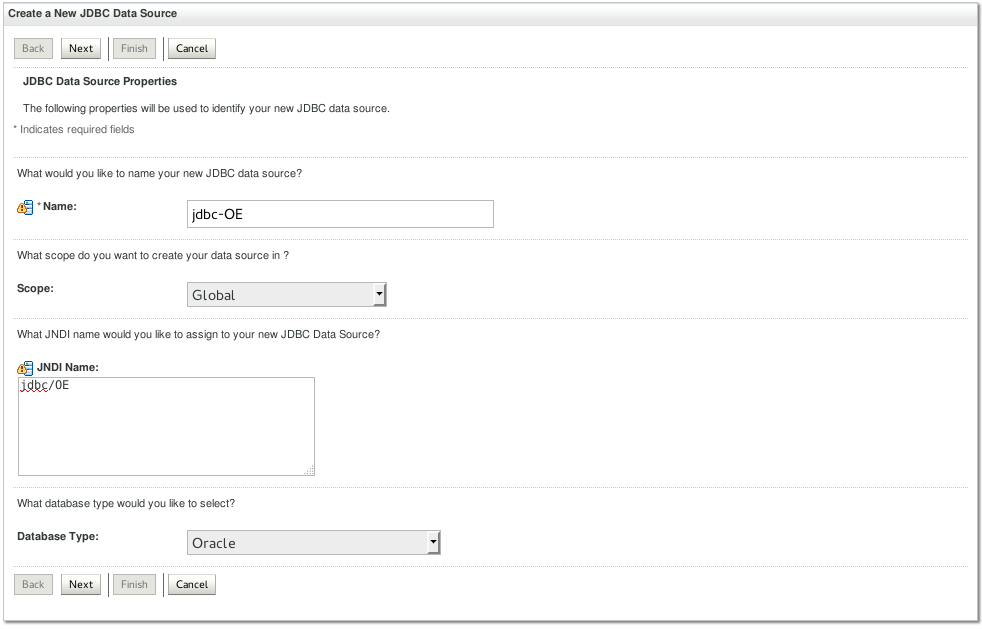 Create a New JDBC Data Source
Back Next Finish Cancel
JDBC Data Source Properties
The following properties will be used to identify your new JDBC data source.
* Indicates required fields
What would you like to name your new JDBC data source?
* Name: jdbc-OE
What scope do you want to create your data source in ?
Scope: Global
What JNDI name would you like to assign to your new JDBC Data Source?
JNDI Name:
jdbc/OE
What database type would you like to select?
Database Type: Oracle
Back Next Finish Cancel